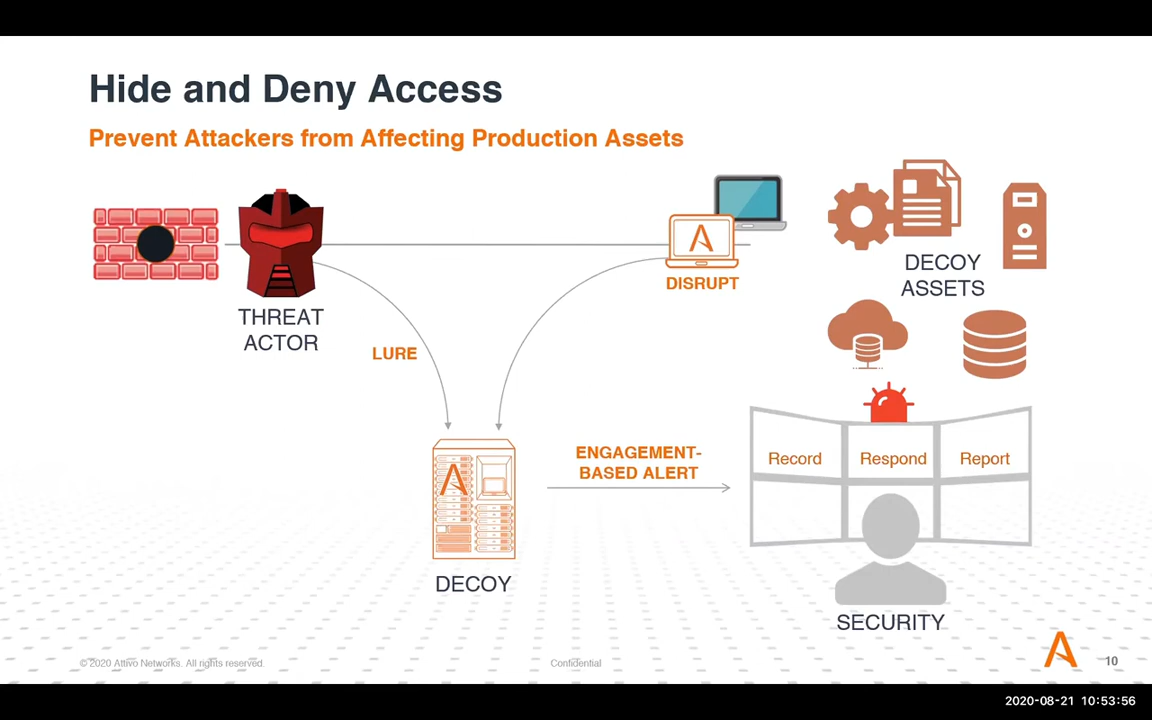 Hide and Deny Access
Prevent Attackers from Affecting Production Assets
THREAT
ACTOR
LURE
DISRUPT
DECOY
ASSETS
ENGAGEMENT-
BASED ALERT
Record
Respond
Report
DECOY
SECURITY
© 2020 Attivo Networks. All rights reserved.
Confidential
10
2020-08-21 10:53:56